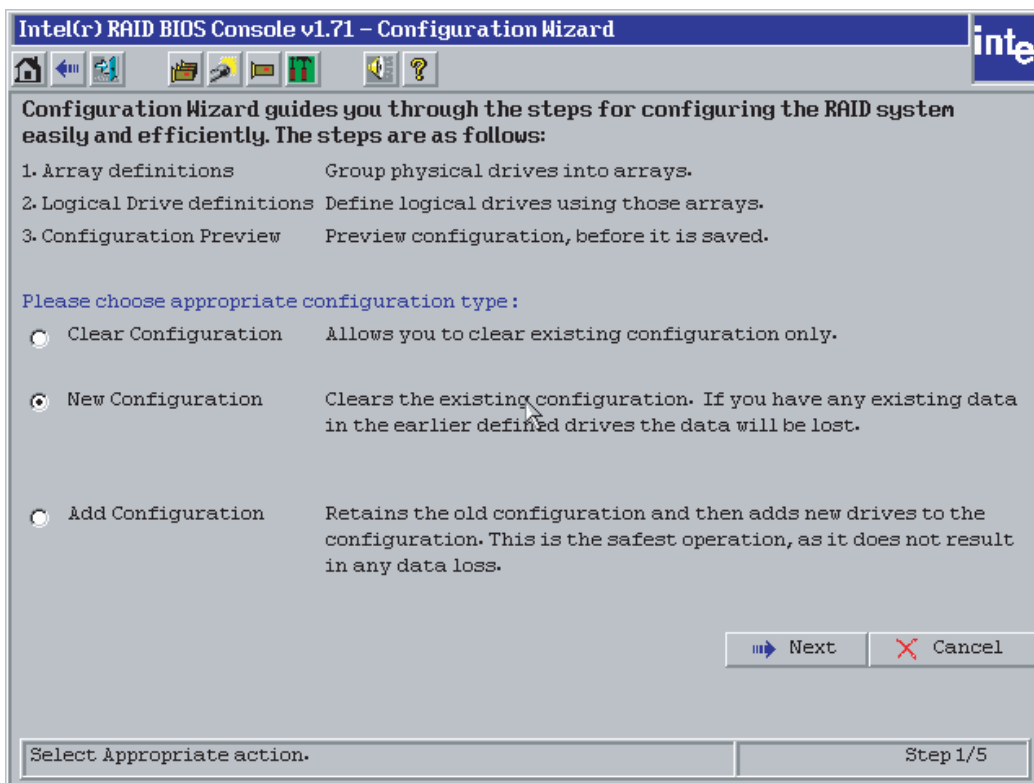 Intel(r) RAID BIOS Console v1.71 – Configuration Wizard
inte
?
Configuration Wizard guides you through the steps for configuring the RAID system
easily and efficiently. The steps are as follows:
1. Array definitions Group physical drives into arrays.
2. Logical Drive definitions Define logical drives using those arrays.
3. Configuration Preview Preview configuration, before it is saved.
Please choose appropriate configuration type:
Clear Configuration Allows you to clear existing configuration only.
New Configuration Clears the existing configuration. If you have any existing data
in the earlier defined drives the data will be lost.
Add Configuration Retains the old configuration and then adds new drives to the
configuration. This is the safest operation, as it does not result
in any data loss.
Next Cancel
Select Appropriate action. Step 1/5